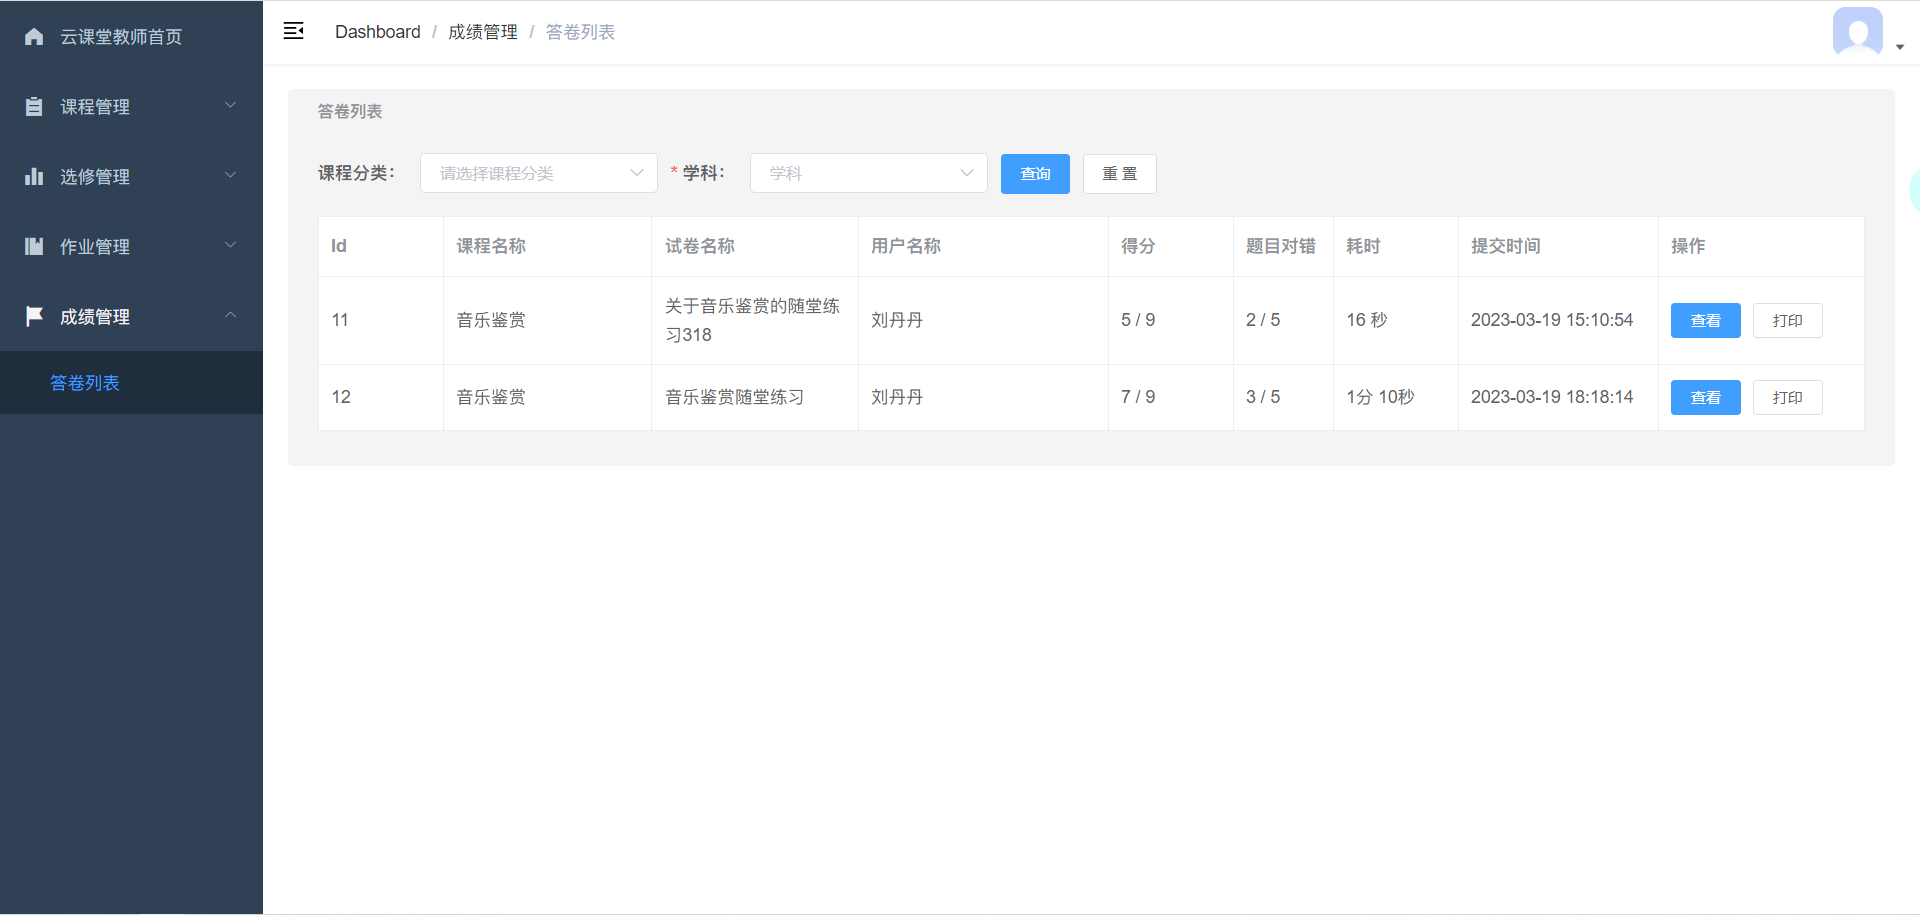 云课堂教师首页
课程管理
选修管理
作业管理
成绩管理
答卷列表
Dashboard / 成绩管理 / 答卷列表
答卷列表
课程分类： 请选择课程分类 * 学科： 学科 查询 重 置
Id 课程名称 试卷名称 用户名称 得分 题目对错 耗时 提交时间 操作
11 音乐鉴赏 关于音乐鉴赏的随堂练 刘丹丹 5 / 9 2 / 5 16 秒 2023-03-19 15:10:54 查看 打印
习318
12 音乐鉴赏 音乐鉴赏随堂练习 刘丹丹 7 / 9 3 / 5 1分 10秒 2023-03-19 18:18:14 查看 打印